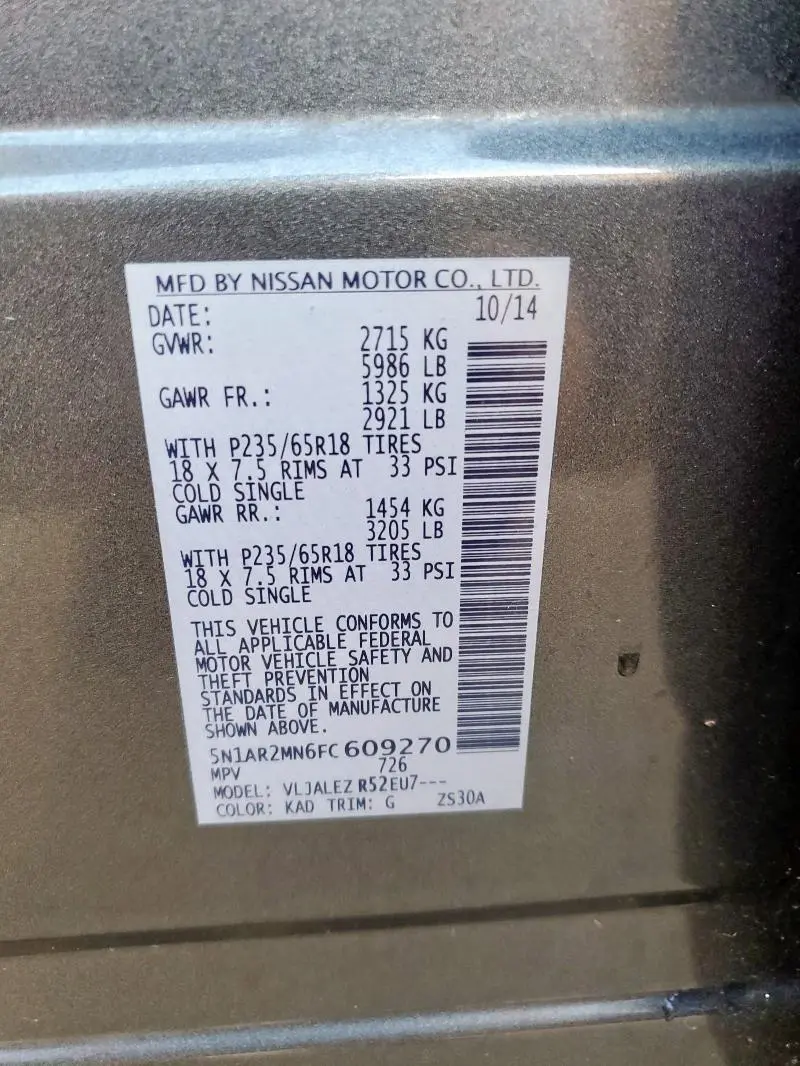 MFD BY NISSAN MOTOR CO., LTD.
DATE: 10/14
GVWR: 2715 KG
5986 LB
GAWR FR.: 1325 KG
2921 LB
WITH P235/65R18 TIRES
18 X 7.5 RIMS AT 33 PSI
COLD SINGLE
GAWR RR.: 1454 KG
3205 LB
WITH P235/65R18 TIRES
18 X 7.5 RIMS AT 33 PSI
COLD SINGLE
THIS VEHICLE CONFORMS TO
ALL APPLICABLE FEDERAL
MOTOR VEHICLE SAFETY AND
THEFT PREVENTION
STANDARDS IN EFFECT ON
THE DATE OF MANUFACTURE
SHOWN ABOVE.
5N1AR2MN6FC609270
MPV 726
MODEL: VLJALEZ R52EU7---
COLOR: KAD TRIM: G ZS30A